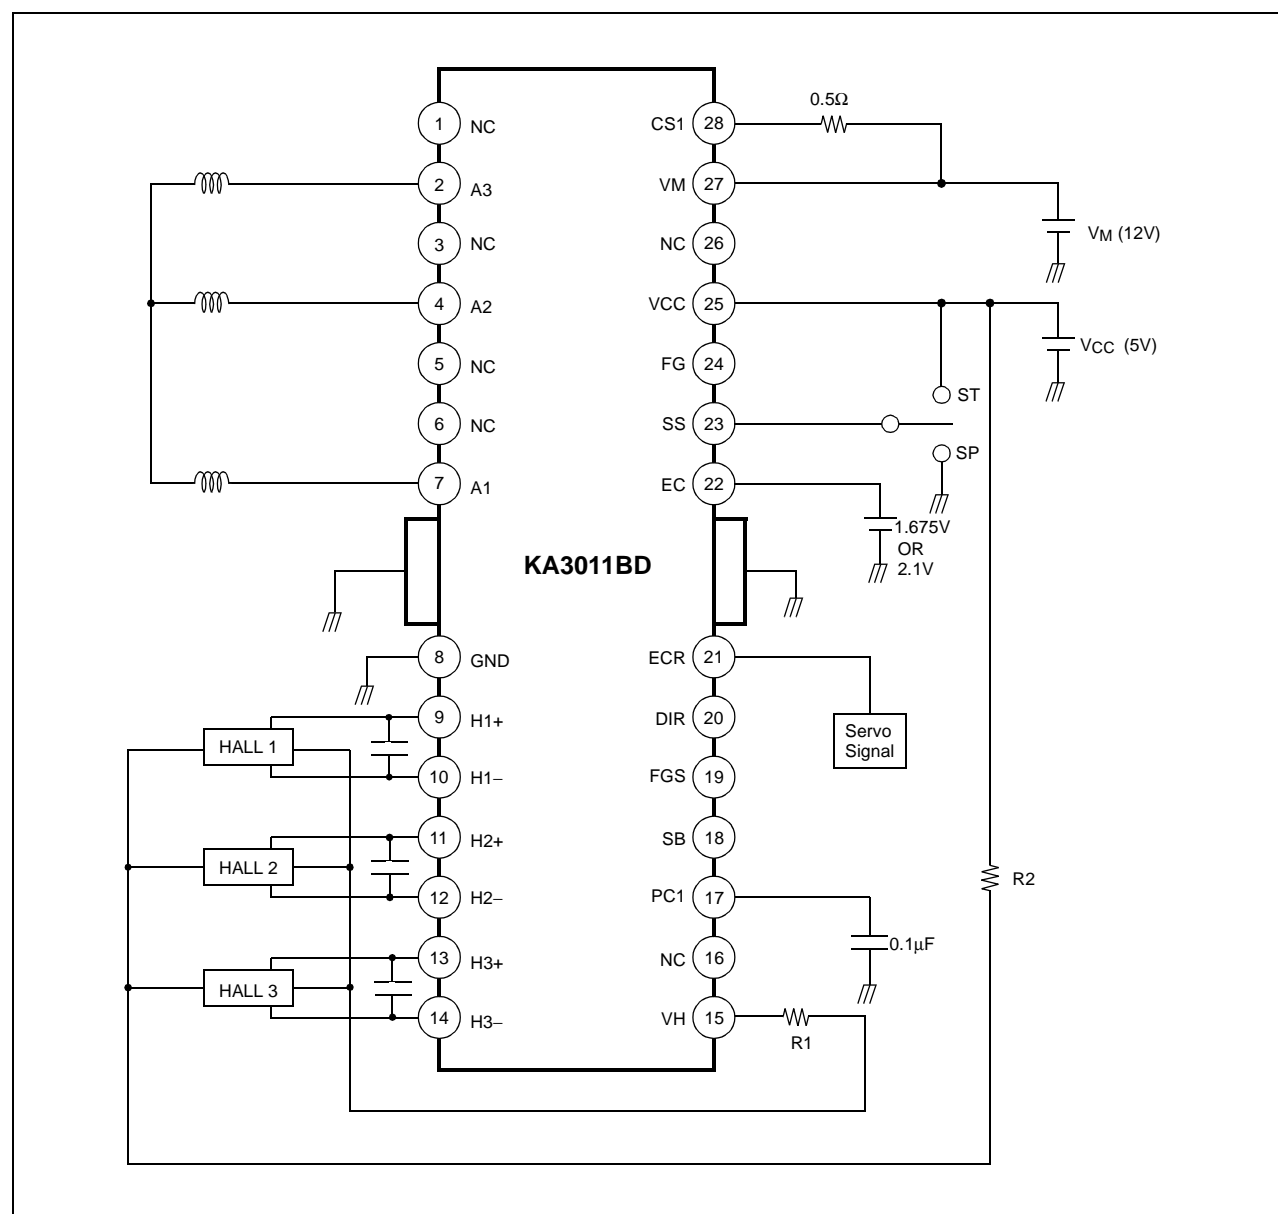 0.5Ω
1 NC
CS1 28
2 A3
VM 27
3 NC
NC 26
VM (12V)
4 A2
VCC 25
VCC (5V)
5 NC
FG 24
ST
6 NC
SS 23
SP
7 A1
EC 22
1.675V
OR
2.1V
KA3011BD
8 GND
ECR 21
9 H1+
DIR 20
Servo
Signal
HALL 1
10 H1−
FGS 19
11 H2+
SB 18
HALL 2
12 H2−
PC1 17
R2
0.1µF
13 H3+
NC 16
HALL 3
14 H3−
VH 15
R1